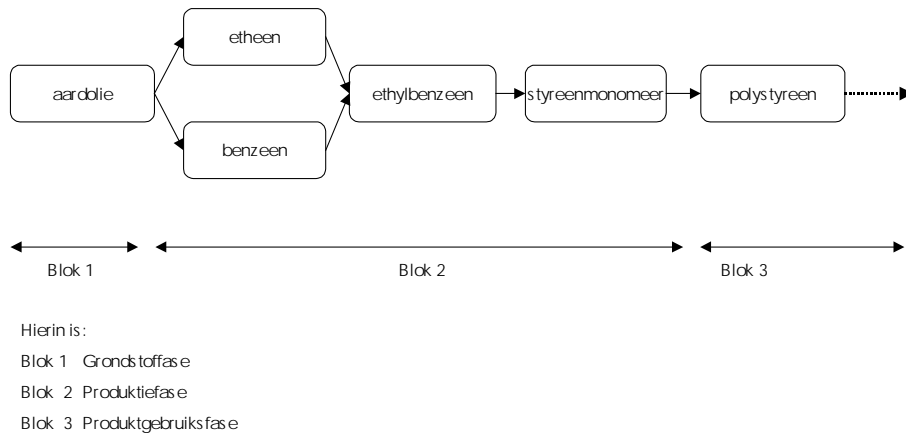 etheen
aardolie
ethylbenzeen
styreenmonomeer
polystyreen
benzeen
Blok 1
Blok 2
Blok 3
Hierin is:
Blok 1 Grondstoffase
Blok 2 Produktiefase
Blok 3 Produktgebruiksfase